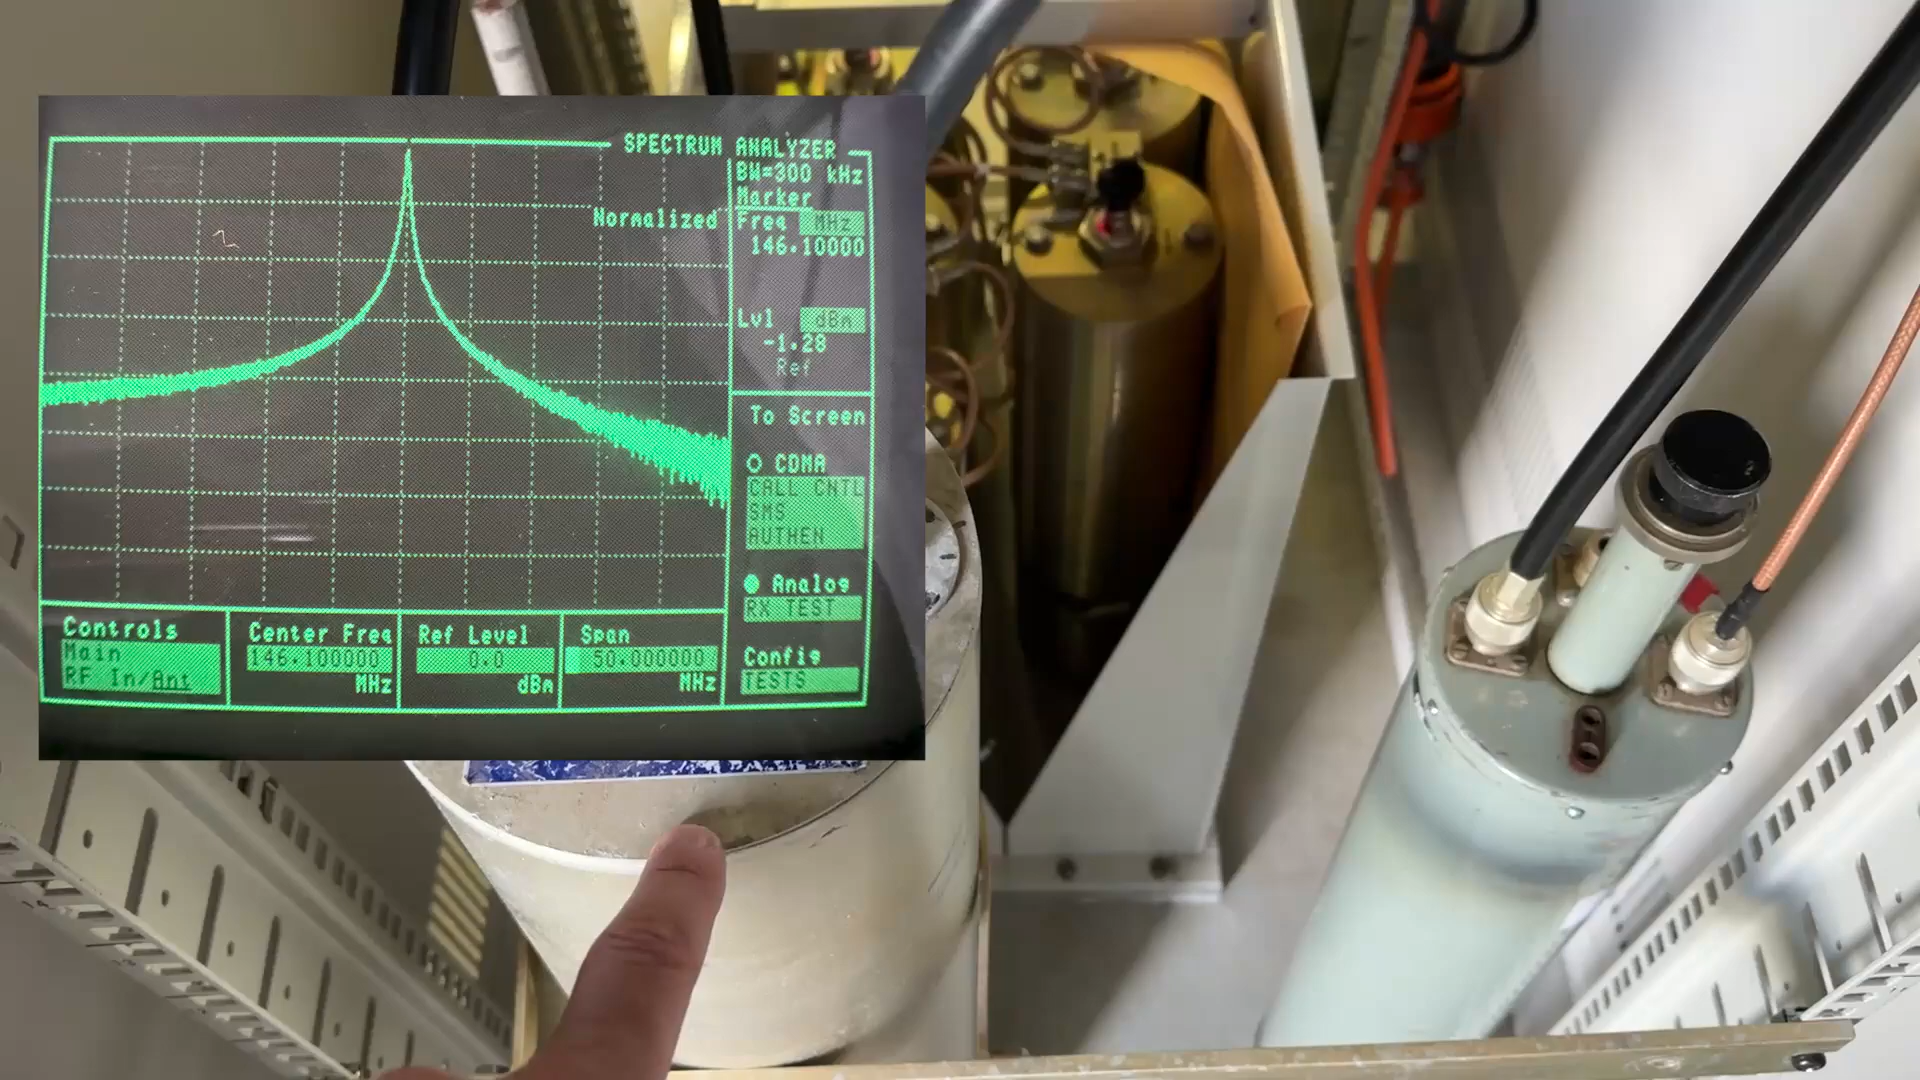 SPECTRUM ANALYZER
BW=300 kHz
Marker
Normalized
Freq MHz
146.10000
Lvl dBm
-1.28
Ref
To Screen
CDMA
CALL CNTL
SMS
AUTHEN
Analog
RX TEST
Config
TESTS
Controls
Main
RF In/Ant
Center Freq
146.100000
MHz
Ref Level
0.0
dBm
Span
50.000000
MHz